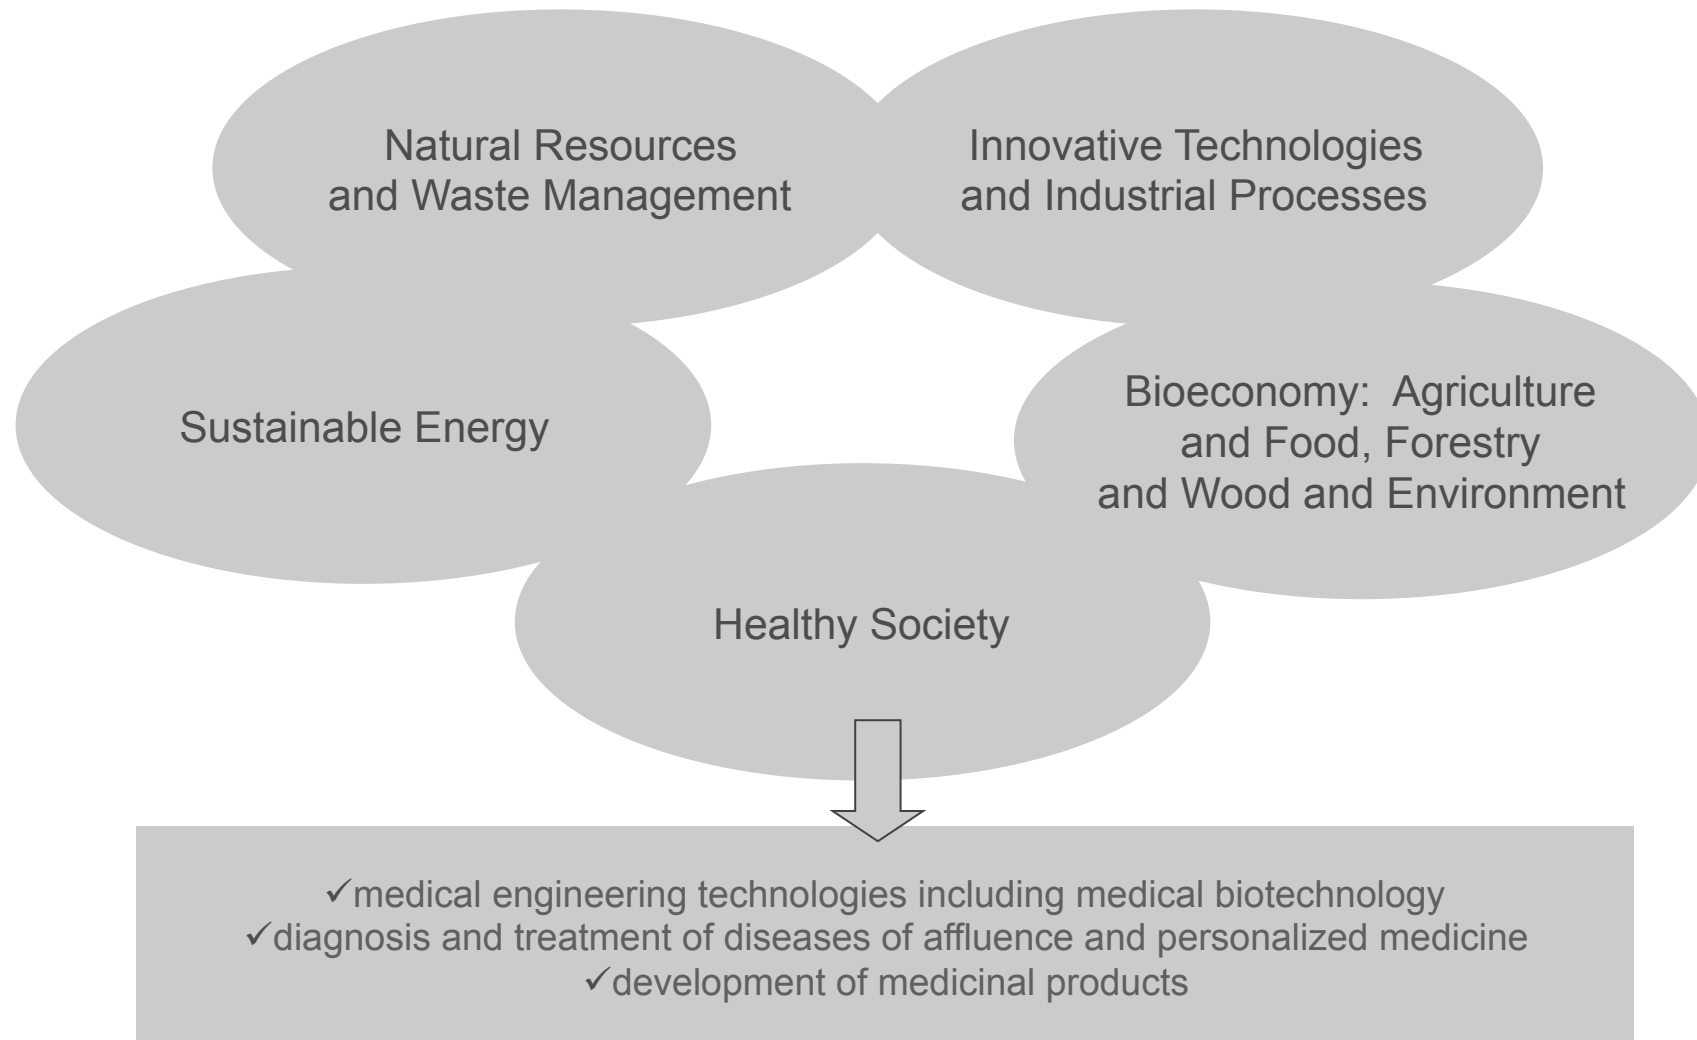 Natural Resources
and Waste Management
Innovative Technologies
and Industrial Processes
Sustainable Energy
Bioeconomy:  Agriculture
and Food, Forestry
and Wood and Environment
Healthy Society
✓medical engineering technologies including medical biotechnology
✓diagnosis and treatment of diseases of affluence and personalized medicine
✓development of medicinal products